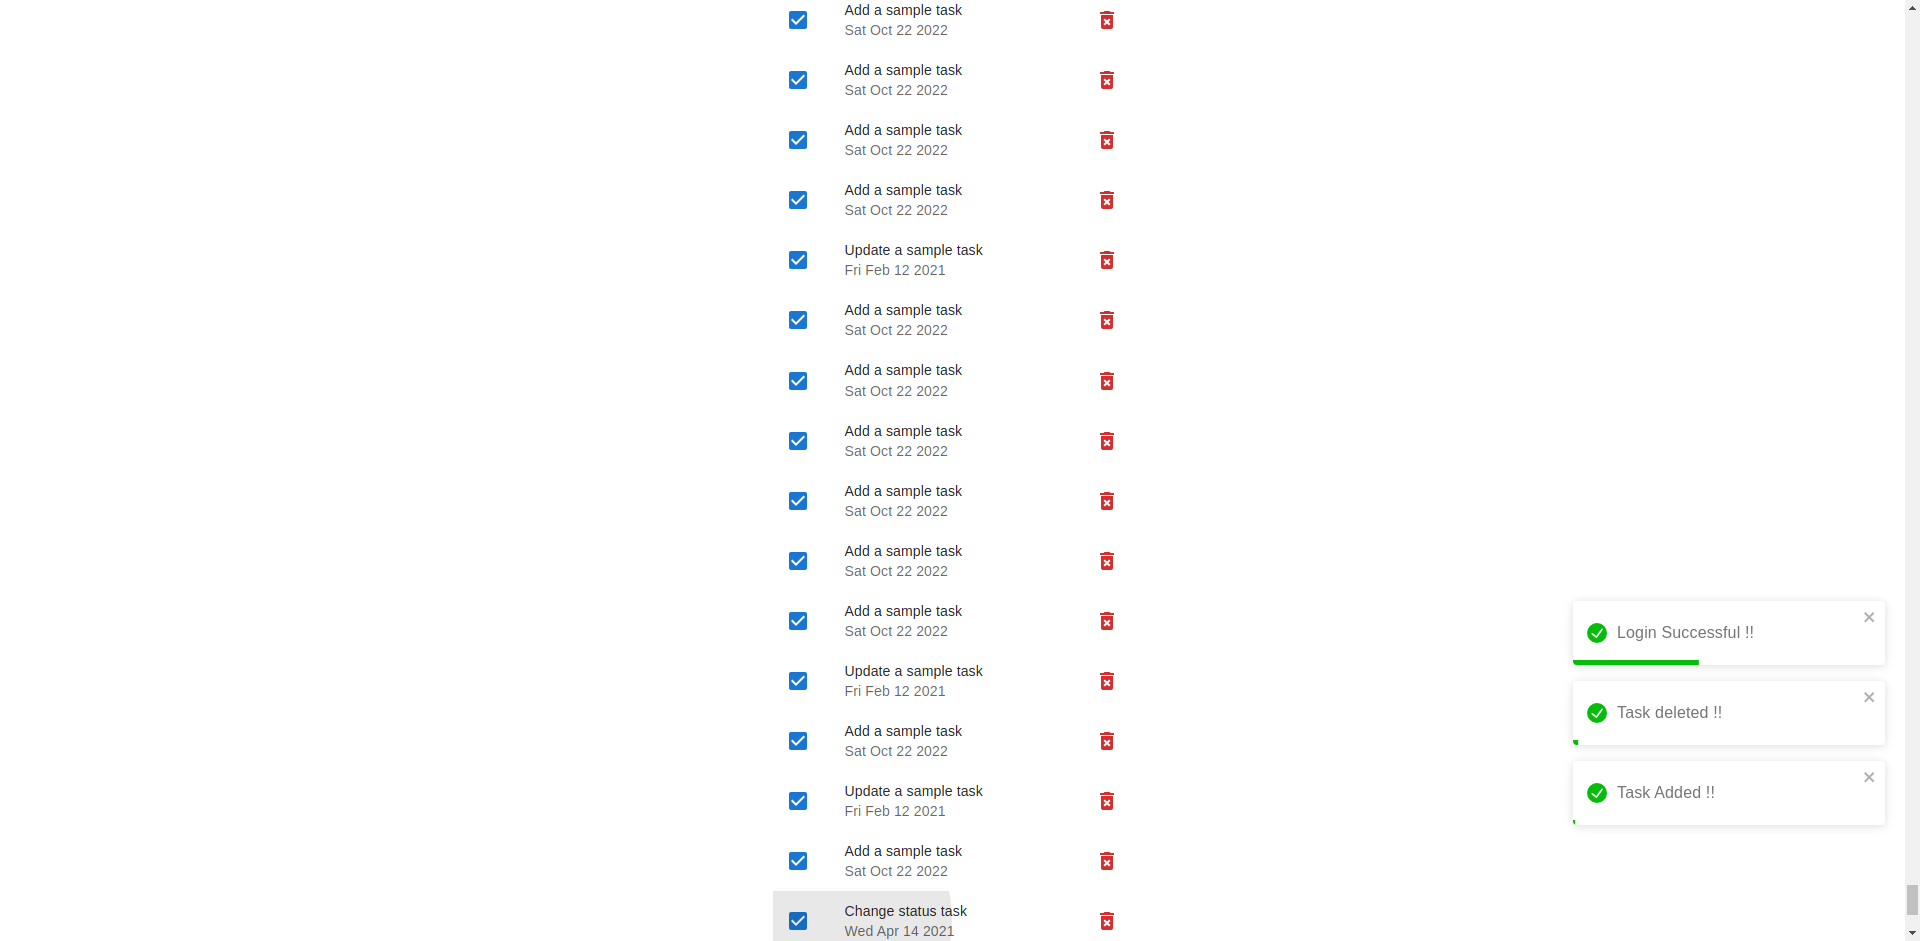 Add a sample task
Sat Oct 22 2022
Add a sample task
Sat Oct 22 2022
Add a sample task
Sat Oct 22 2022
Add a sample task
Sat Oct 22 2022
Update a sample task
Fri Feb 12 2021
Add a sample task
Sat Oct 22 2022
Add a sample task
Sat Oct 22 2022
Add a sample task
Sat Oct 22 2022
Add a sample task
Sat Oct 22 2022
Add a sample task
Sat Oct 22 2022
Add a sample task
Sat Oct 22 2022
Update a sample task
Fri Feb 12 2021
Add a sample task
Sat Oct 22 2022
Update a sample task
Fri Feb 12 2021
Add a sample task
Sat Oct 22 2022
Change status task
Wed Apr 14 2021
Login Successful !!
Task deleted !!
Task Added !!